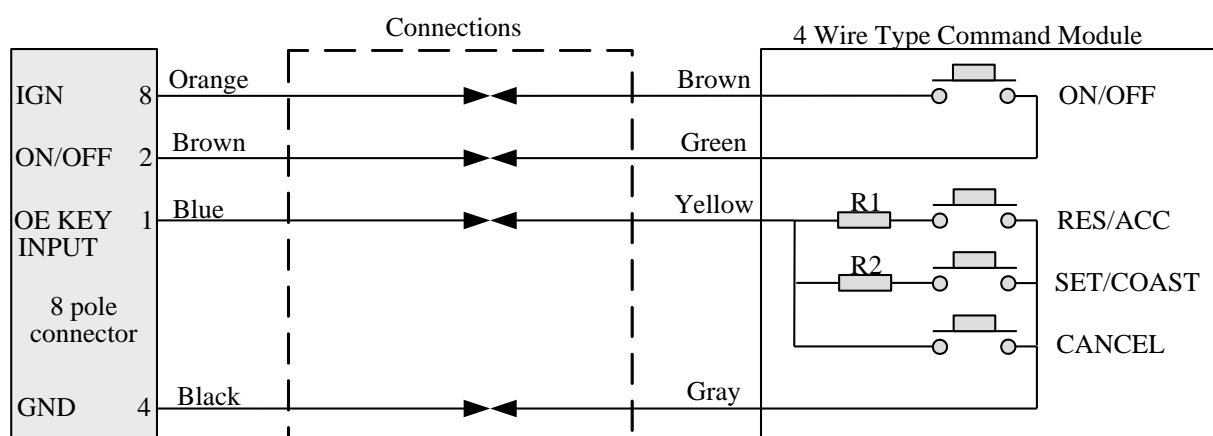 Connections
4 Wire Type Command Module
IGN 8 Orange Brown ON/OFF
ON/OFF 2 Brown Green
OE KEY INPUT 1 Blue Yellow R1 RES/ACC
R2 SET/COAST
8 pole
connector
CANCEL
GND 4 Black Gray